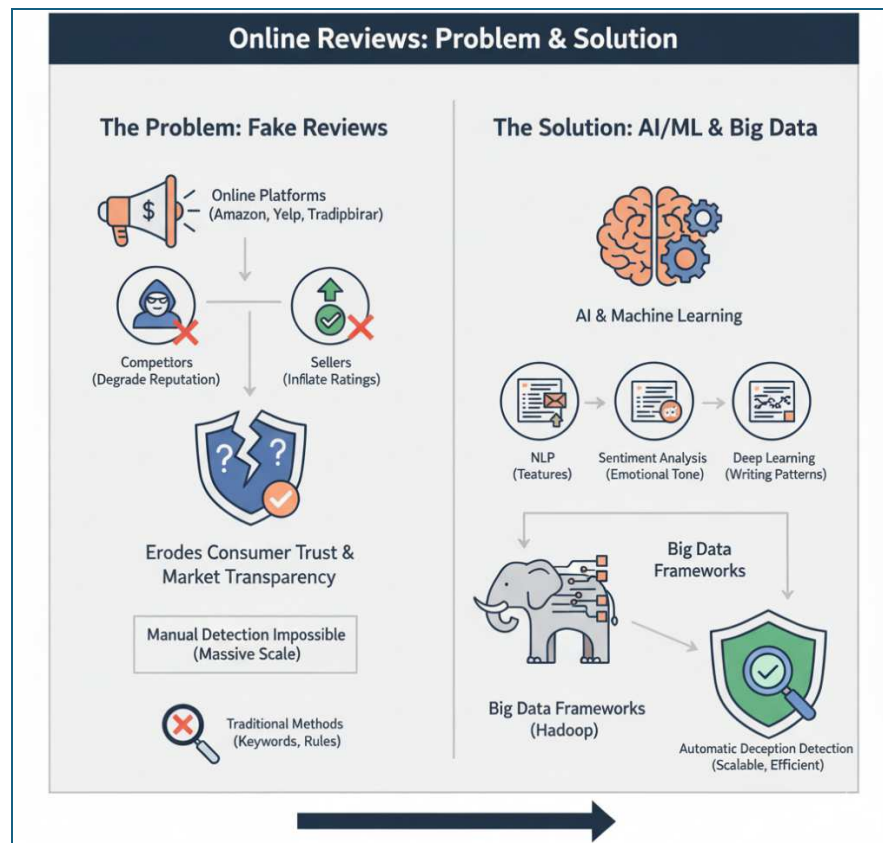 Online Reviews: Problem & Solution
The Problem: Fake Reviews
$
Online Platforms
(Amazon, Yelp, Tradipbirar)
Competiors
(Degrade Reputation)
Sellers
(Inflate Ratings)
? ?
Erodes Consumer Trust &
Market Transparency
Manual Detection Impossible
(Massive Scale)
Traditional Methods
(Keywords, Rules)
The Solution: AI/ML & Big Data
AI & Machine Learning
NLP
(Teatures)
Sentiment Analysis
(Emotional Tone)
Deep Learning
(Writing Patterns)
Big Data
Frameworks
Big Data Frameworks
(Hadoop)
Automatic Deception Detection
(Scalable, Efficient)